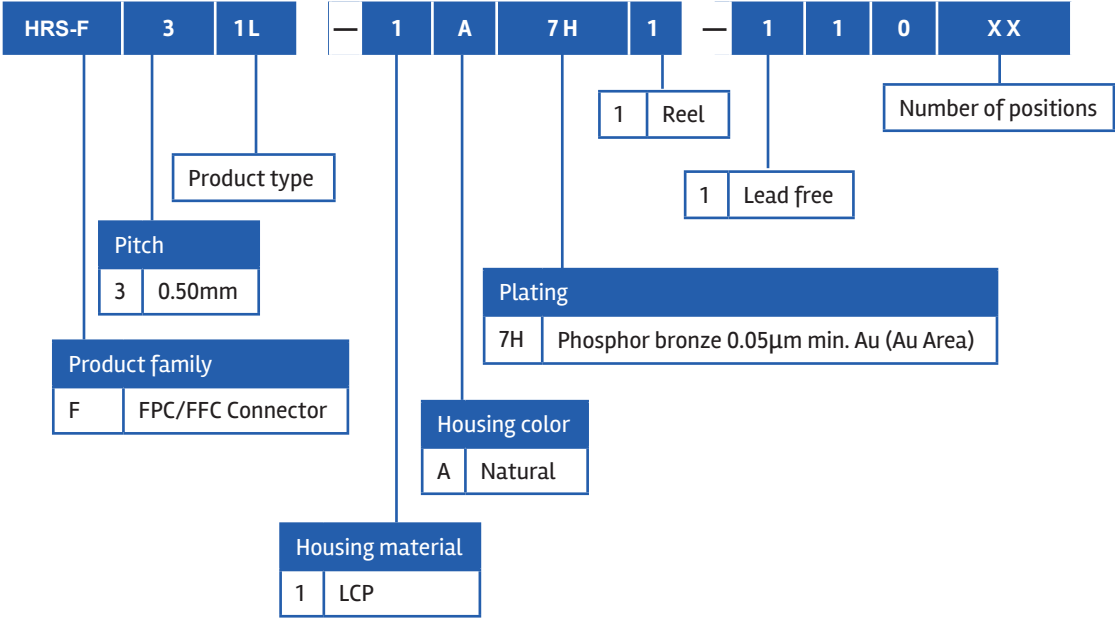 HRS-F 3 1L — 1 A 7H 1 — 1 1 0 XX
1 Reel
Number of positions
Product type
1 Lead free
Pitch
3 0.50mm
Plating
7H Phosphor bronze 0.05µm min. Au (Au Area)
Product family
F FPC/FFC Connector
Housing color
A Natural
Housing material
1 LCP